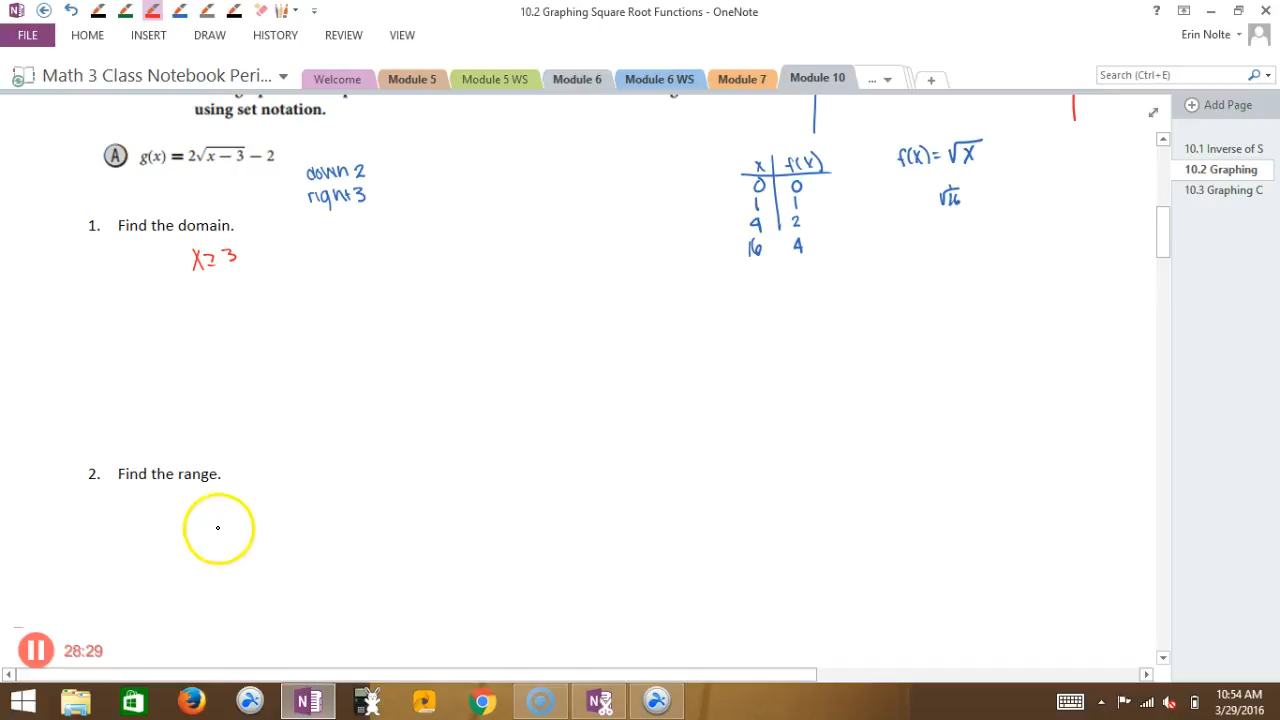 10.2 Graphing Square Root Functions - OneNote
FILE HOME INSERT DRAW HISTORY REVIEW VIEW
Erin Nolte
Math 3 Class Notebook Peri...
Welcome Module 5 Module 5 WS Module 6 Module 6 WS Module 7 Module 10 ...
Search (Ctrl+E)
Add Page
10.1 Inverse of S
10.2 Graphing
10.3 Graphing C
using set notation.
A g(x) = 2√x − 3 − 2
down 2
right 3
x f(x)
0 0
1 1
4 2
16 4
f(x) = √x
√16
1. Find the domain.
x ≥ 3
2. Find the range.
28:29
10:54 AM
3/29/2016